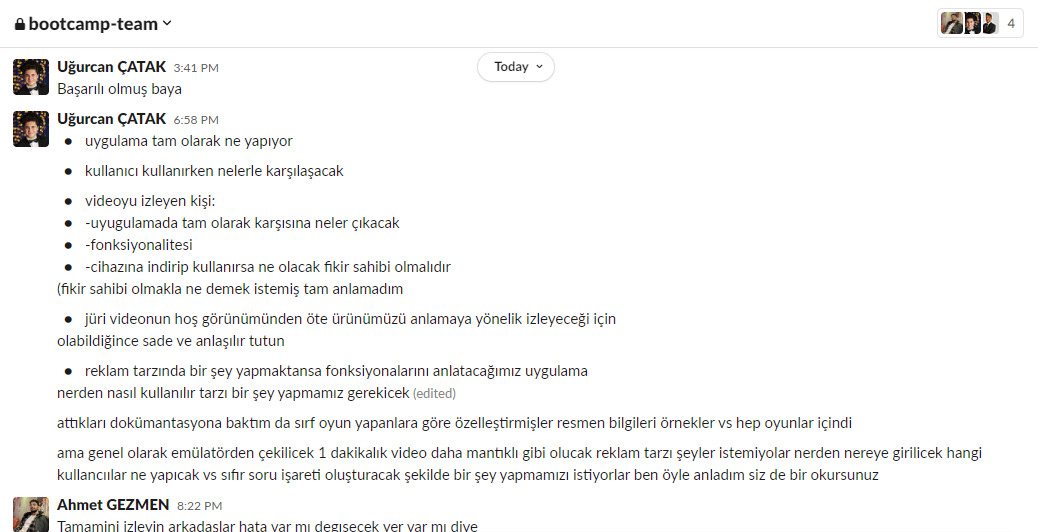 bootcamp-team
4
Uğurcan ÇATAK 3:41 PM
Today
Başarılı olmuş baya
Uğurcan ÇATAK 6:58 PM
● uygulama tam olarak ne yapıyor
● kullanıcı kullanırken nelerle karşılaşacak
● videoyu izleyen kişi:
● -uyugulamada tam olarak karşısına neler çıkacak
● -fonksiyonalitesi
● -cihazına indirip kullanırsa ne olacak fikir sahibi olmalıdır
(fikir sahibi olmakla ne demek istemiş tam anlamadım
● jüri videonun hoş görünümünden öte ürünümüzü anlamaya yönelik izleyeceği için
olabildiğince sade ve anlaşılır tutun
● reklam tarzında bir şey yapmaktansa fonksiyonalarını anlatacağımız uygulama
nerden nasıl kullanılır tarzı bir şey yapmamız gerekicek (edited)
attıkları dokümantasyona baktım da sırf oyun yapanlara göre özelleştirmişler resmen bilgileri örnekler vs hep oyunlar içindi
ama genel olarak emülatörden çekilicek 1 dakikalık video daha mantıklı gibi olucak reklam tarzı şeyler istemiyolar nerden nereye girilicek hangi
kullancıılar ne yapıcak vs sıfır soru işareti oluşturacak şekilde bir şey yapmamızı istiyorlar ben öyle anladım siz de bir okursunuz
Ahmet GEZMEN 8:22 PM
Tamamini izleyin arkadaslar hata var mı degısecek yer var mı diye